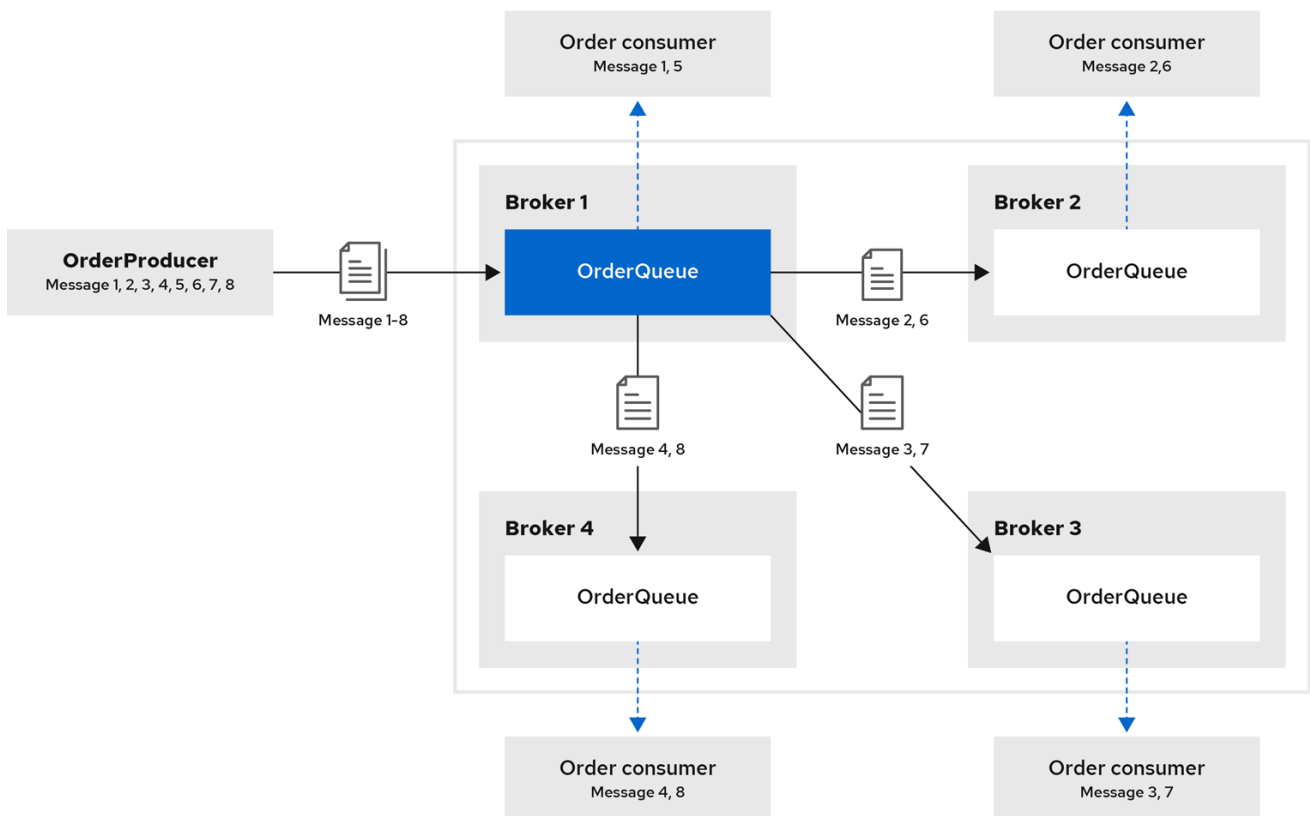 Order consumer
Message 1, 5
Order consumer
Message 2,6
Broker 1
Broker 2
OrderProducer
Message 1, 2, 3, 4, 5, 6, 7, 8
Message 1-8
OrderQueue
Message 2, 6
OrderQueue
Message 4, 8
Message 3, 7
Broker 4
Broker 3
OrderQueue
OrderQueue
Order consumer
Message 4, 8
Order consumer
Message 3, 7